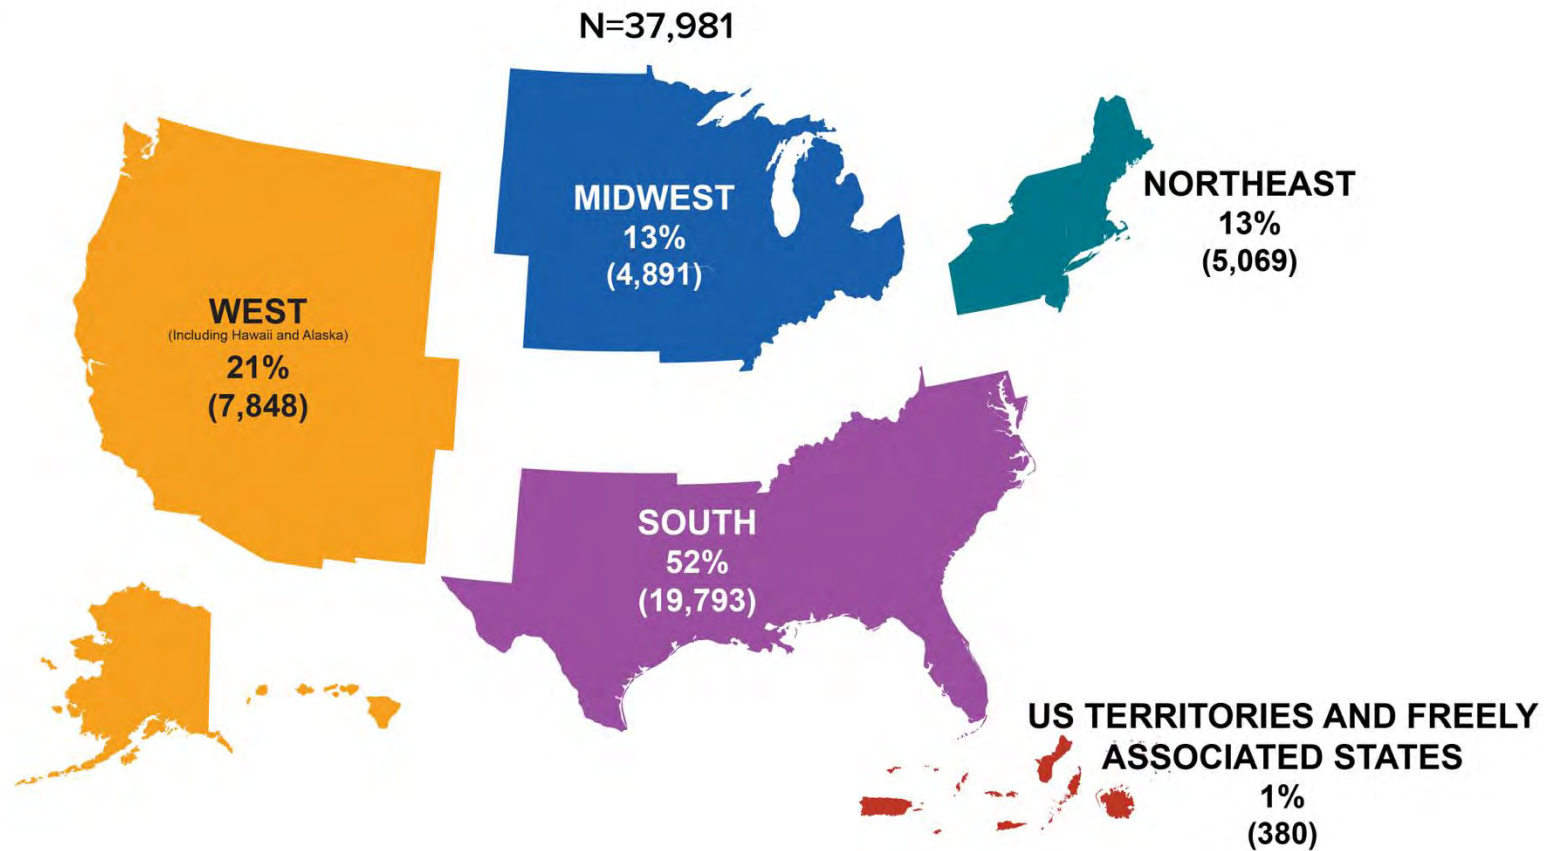 N=37,981
MIDWEST
13%
(4,891)
NORTHEAST
13%
(5,069)
WEST
(Including Hawaii and Alaska)
21%
(7,848)
SOUTH
52%
(19,793)
US TERRITORIES AND FREELY
ASSOCIATED STATES
1%
(380)